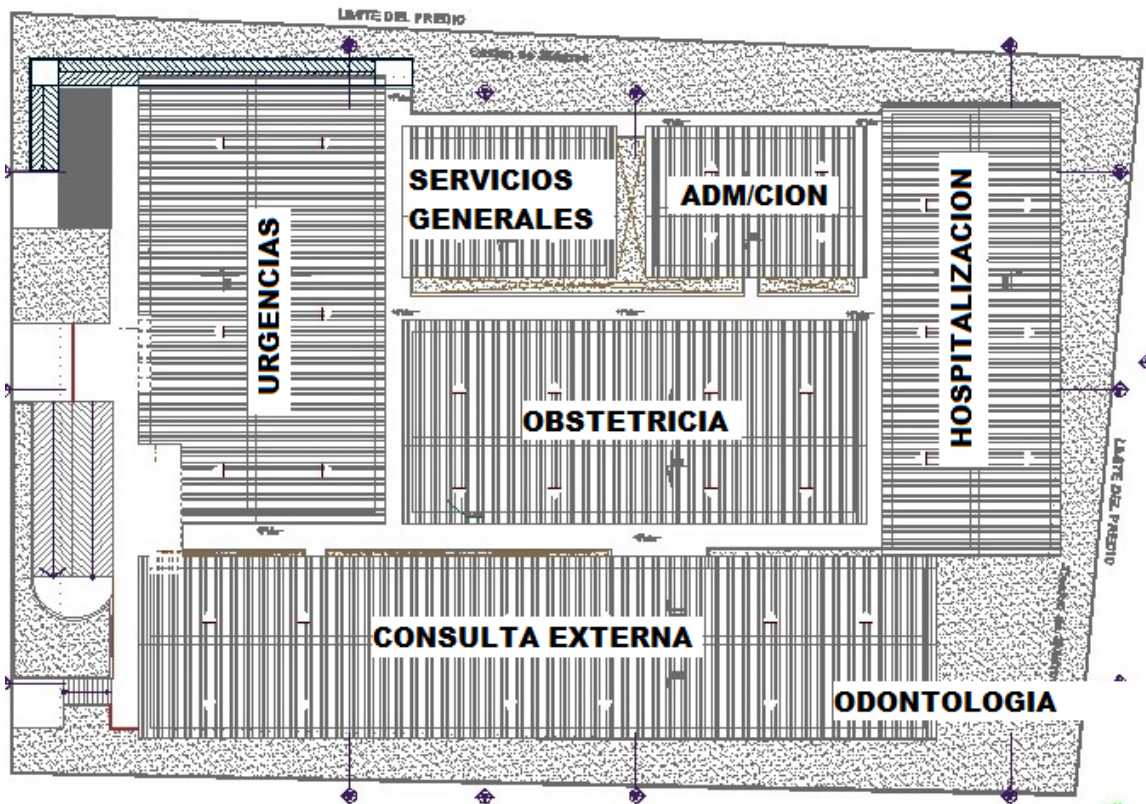 LIMITE DEL PREDIO
SERVICIOS
GENERALES
ADM/CION
URGENCIAS
HOSPITALIZACION
OBSTETRICIA
LIMITE DEL PREDIO
CONSULTA EXTERNA
ODONTOLOGIA